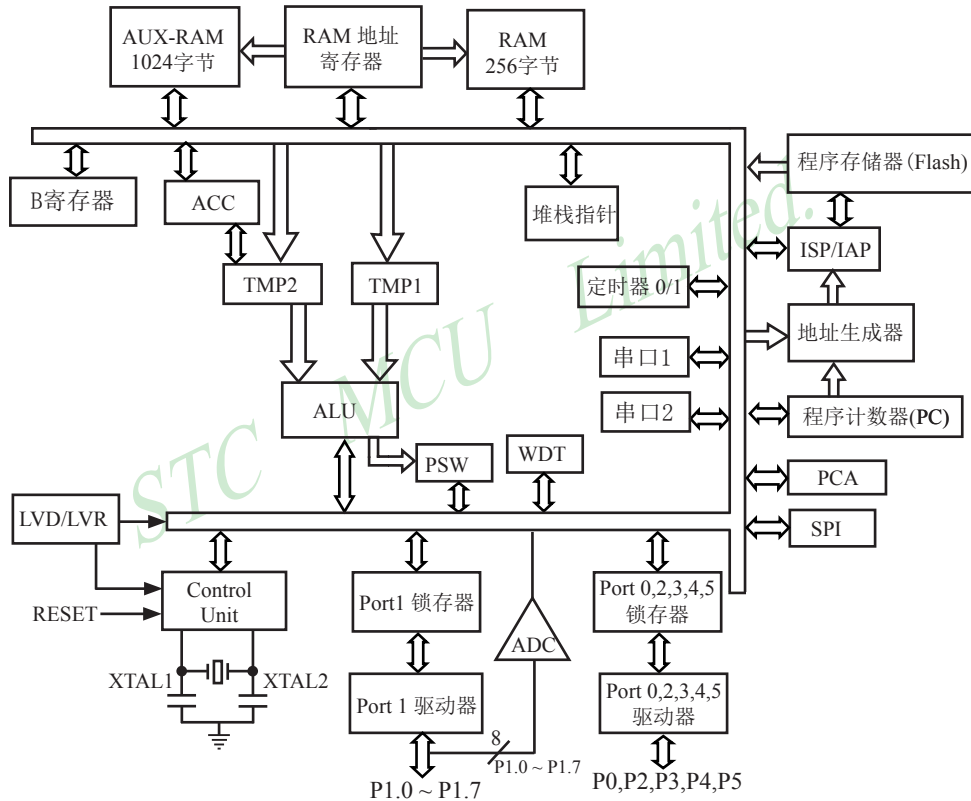 AUX-RAM
1024字节
RAM 地址
寄存器
RAM
256字节
程序存储器(Flash)
B寄存器
ACC
堆栈指针
ISP/IAP
TMP2
TMP1
定时器 0/1
地址生成器
串口1
ALU
串口2
程序计数器(PC)
PSW
WDT
PCA
LVD/LVR
SPI
Control
Unit
RESET
Port1 锁存器
ADC
Port 0,2,3,4,5
锁存器
XTAL1
XTAL2
Port 1 驱动器
Port 0,2,3,4,5
驱动器
8
P1.0 ~ P1.7
P1.0 ~ P1.7
P0,P2,P3,P4,P5
STC MCU Limited.